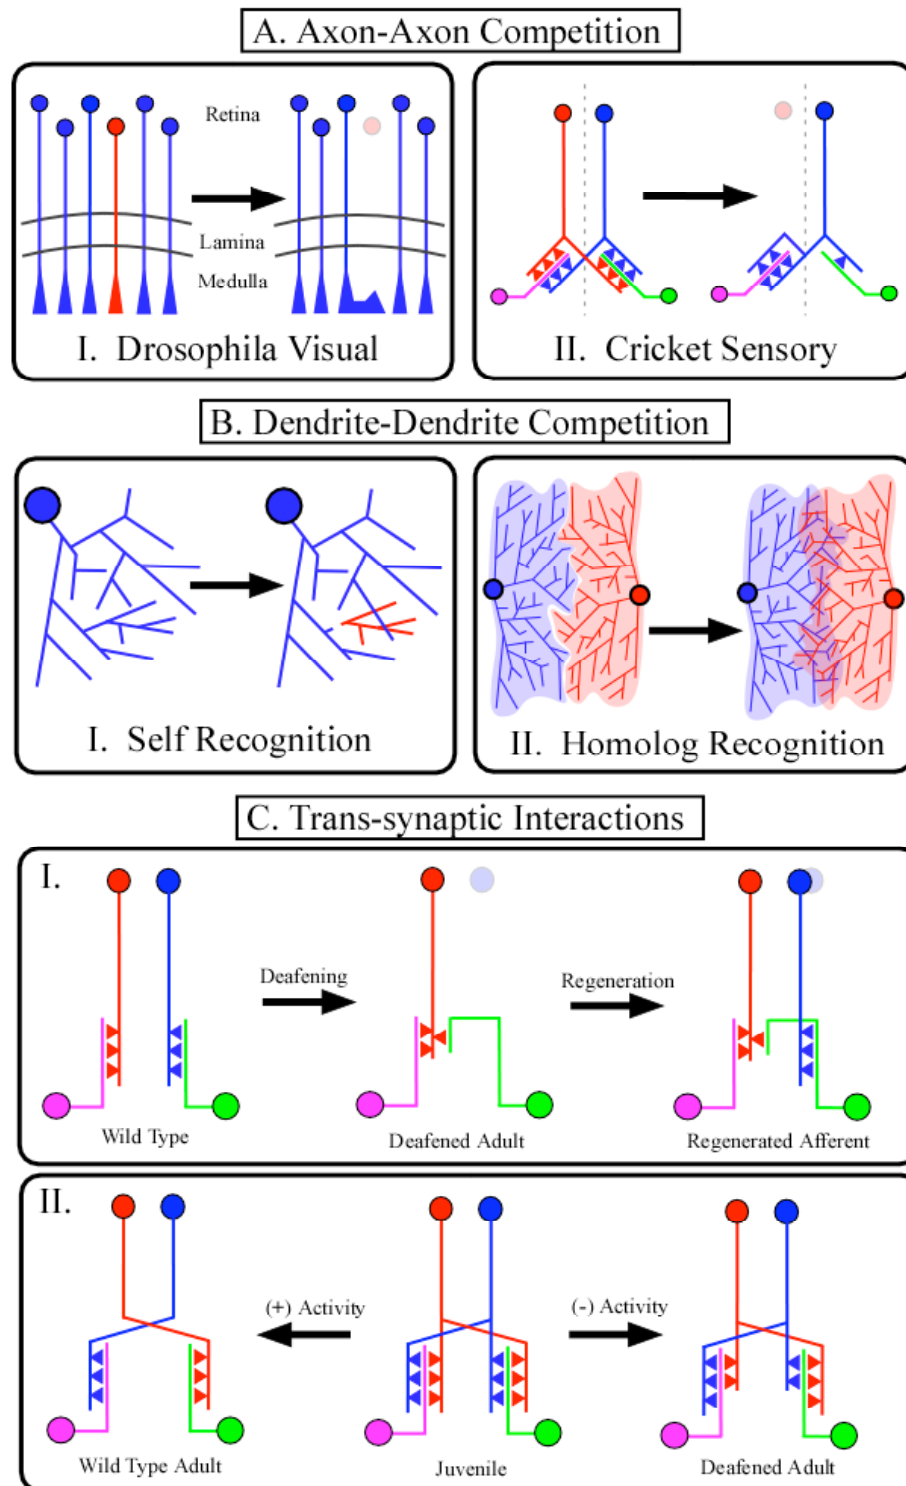 A. Axon-Axon Competition
Retina
Lamina
Medulla
I. Drosophila Visual
II. Cricket Sensory
B. Dendrite-Dendrite Competition
I. Self Recognition
II. Homolog Recognition
C. Trans-synaptic Interactions
I.
Deafening
Regeneration
Wild Type
Deafened Adult
Regenerated Afferent
II.
(+) Activity
(-) Activity
Wild Type Adult
Juvenile
Deafened Adult